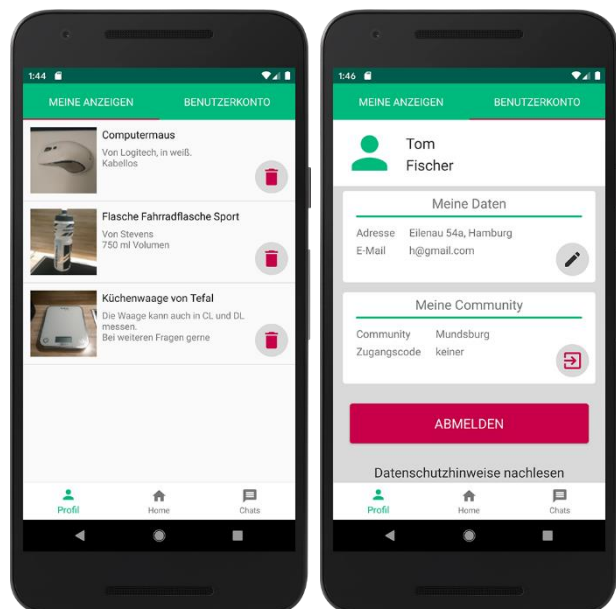 1:44
MEINE ANZEIGEN BENUTZERKONTO
Computermaus
Von Logitech, in weiß.
Kabellos
Flasche Fahrradflasche Sport
Von Stevens
750 ml Volumen
Küchenwaage von Tefal
Die Waage kann auch in CL und DL
messen.
Bei weiteren Fragen gerne
Profil Home Chats
1:46
MEINE ANZEIGEN BENUTZERKONTO
Tom
Fischer
Meine Daten
Adresse Eilenau 54a, Hamburg
E-Mail h@gmail.com
Meine Community
Community Mundsburg
Zugangscode keiner
ABMELDEN
Datenschutzhinweise nachlesen
Profil Home Chats